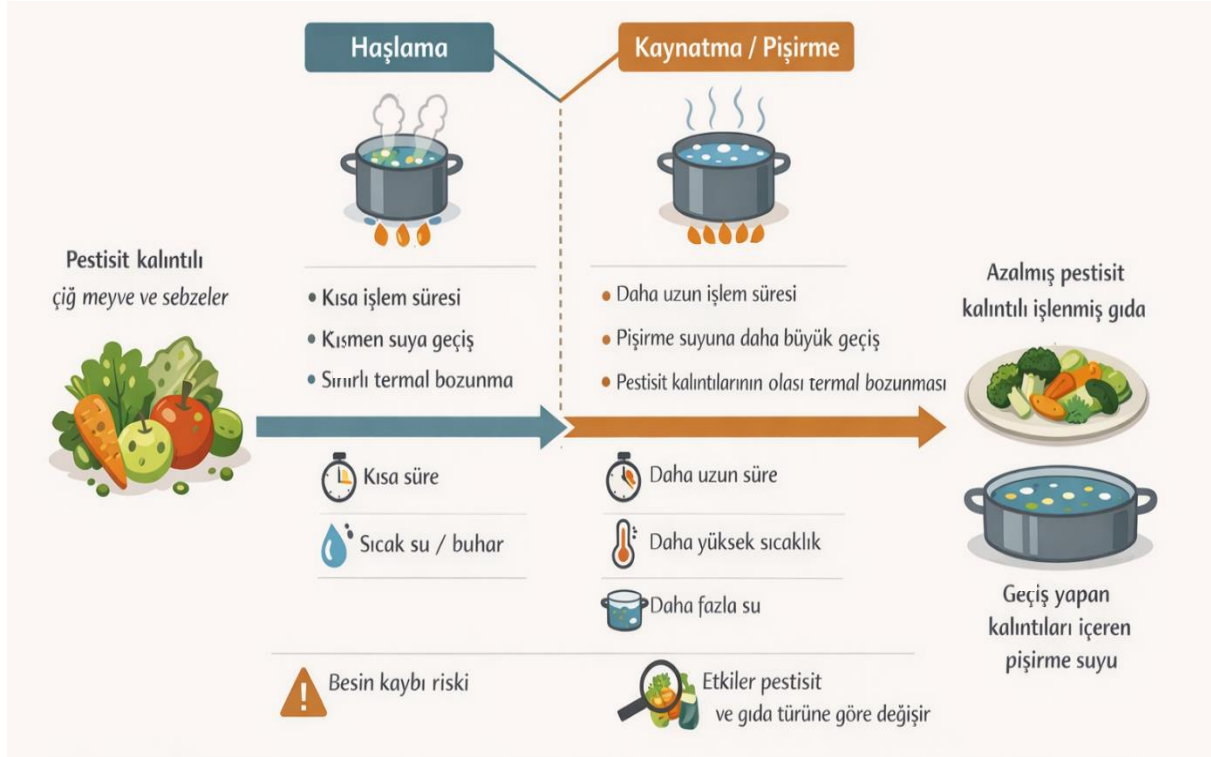 Haşlama
Kaynatma / Pişirme
Pestisit kalıntılı
çiğ meyve ve sebzeler
• Kısa işlem süresi
• Kısmen suya geçiş
• Sınırlı termal bozunma
• Daha uzun işlem süresi
• Pişirme suyuna daha büyük geçiş
• Pestisit kalıntılarının olası termal bozunması
Azalmış pestisit
kalıntılı işlenmiş gıda
Kısa süre
Sıcak su / buhar
Daha uzun süre
Daha yüksek sıcaklık
Daha fazla su
Geçiş yapan
kalıntıları içeren
pişirme suyu
Besin kaybı riski
Etkiler pestisit
ve gıda türüne göre değişir